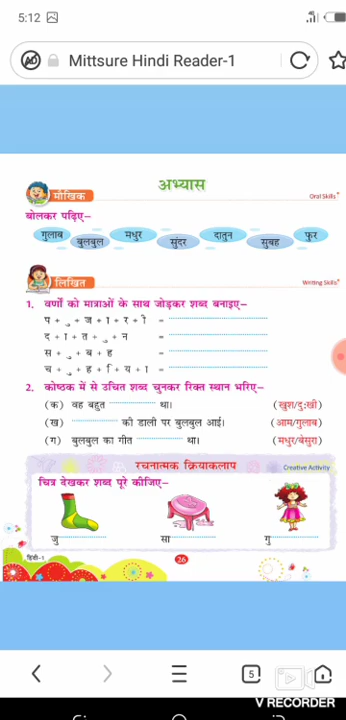 5:12
Mittsure Hindi Reader-1
अभ्यास
मौखिक
Oral Skills
बोलकर पढ़िए–
गुलाब बुलबुल मधुर सुंदर दातुन सुबह फुर
लिखित
Writing Skills
1. वर्णों को मात्राओं के साथ जोड़कर शब्द बनाइए–
प + ु + ज + ा + र + ी =
द + ा + त + ु + न =
स + ु + ब + ह =
च + ु + ह + ि + य + ा =
2. कोष्ठक में से उचित शब्द चुनकर रिक्त स्थान भरिए–
(क) वह बहुत था। (खुश/दुःखी)
(ख) की डाली पर बुलबुल आई। (आम/गुलाब)
(ग) बुलबुल का गीत था। (मधुर/बेसुरा)
रचनात्मक क्रियाकलाप
Creative Activity
चित्र देखकर शब्द पूरे कीजिए–
जु सा गु
हिंदी-१
26
5
V RECORDER